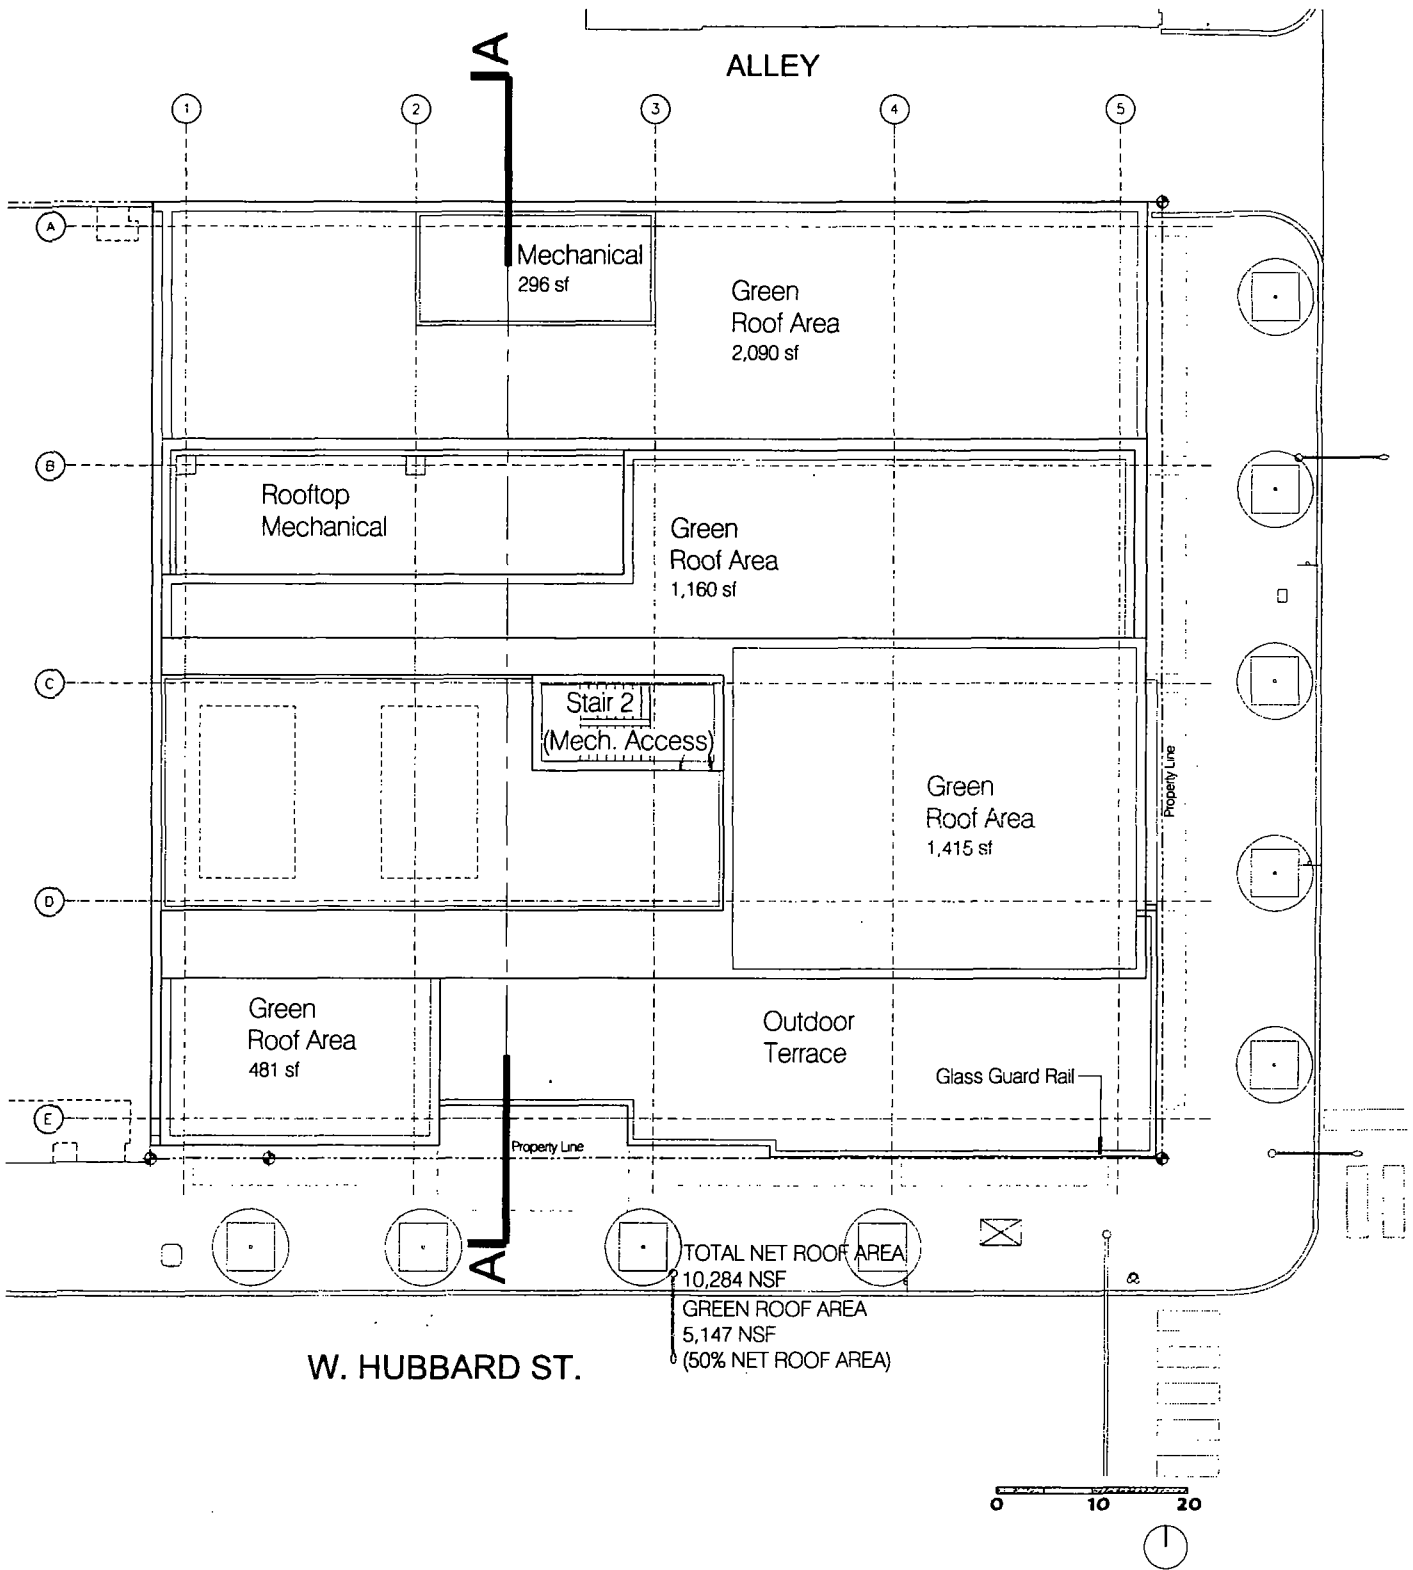 A
ALLEY
1
2
3
4
5
A
Mechanical
296 sf
Green
Roof Area
2,090 sf
B
Rooftop
Mechanical
Green
Roof Area
1,160 sf
C
Stair 2
(Mech. Access)
Property Line
Green
Roof Area
1,415 sf
D
Green
Roof Area
481 sf
Outdoor
Terrace
Glass Guard Rail
E
Property Line
A
TOTAL NET ROOF AREA
10,284 NSF
GREEN ROOF AREA
5,147 NSF
(50% NET ROOF AREA)
W. HUBBARD ST.
0 10 20